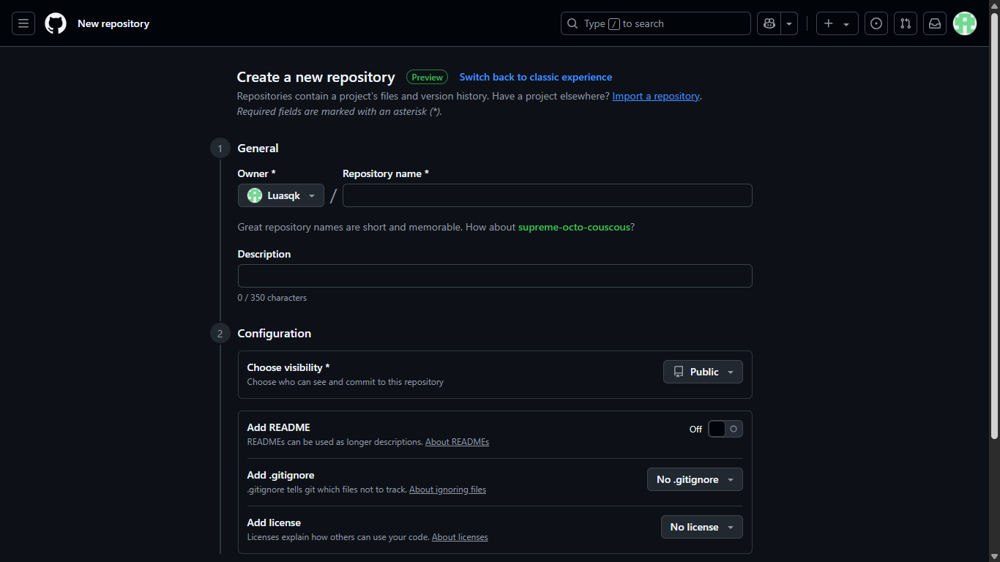 New repository
Type / to search
Create a new repository Preview Switch back to classic experience
Repositories contain a project's files and version history. Have a project elsewhere? Import a repository.
Required fields are marked with an asterisk (*).
1 General
Owner * Repository name *
Luasqk /
Great repository names are short and memorable. How about supreme-octo-couscous?
Description
0 / 350 characters
2 Configuration
Choose visibility *
Public
Choose who can see and commit to this repository
Add README
Off
READMEs can be used as longer descriptions. About READMEs
Add .gitignore
No .gitignore
.gitignore tells git which files not to track. About ignoring files
Add license
No license
Licenses explain how others can use your code. About licenses